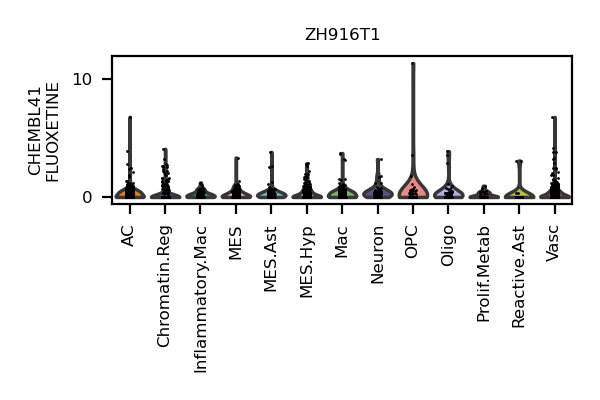 ZH916T1
CHEMBL41
FLUOXETINE
10
0
AC
Chromatin.Reg
Inflammatory.Mac
MES
MES.Ast
MES.Hyp
Mac
Neuron
OPC
Oligo
Prolif.Metab
Reactive.Ast
Vasc